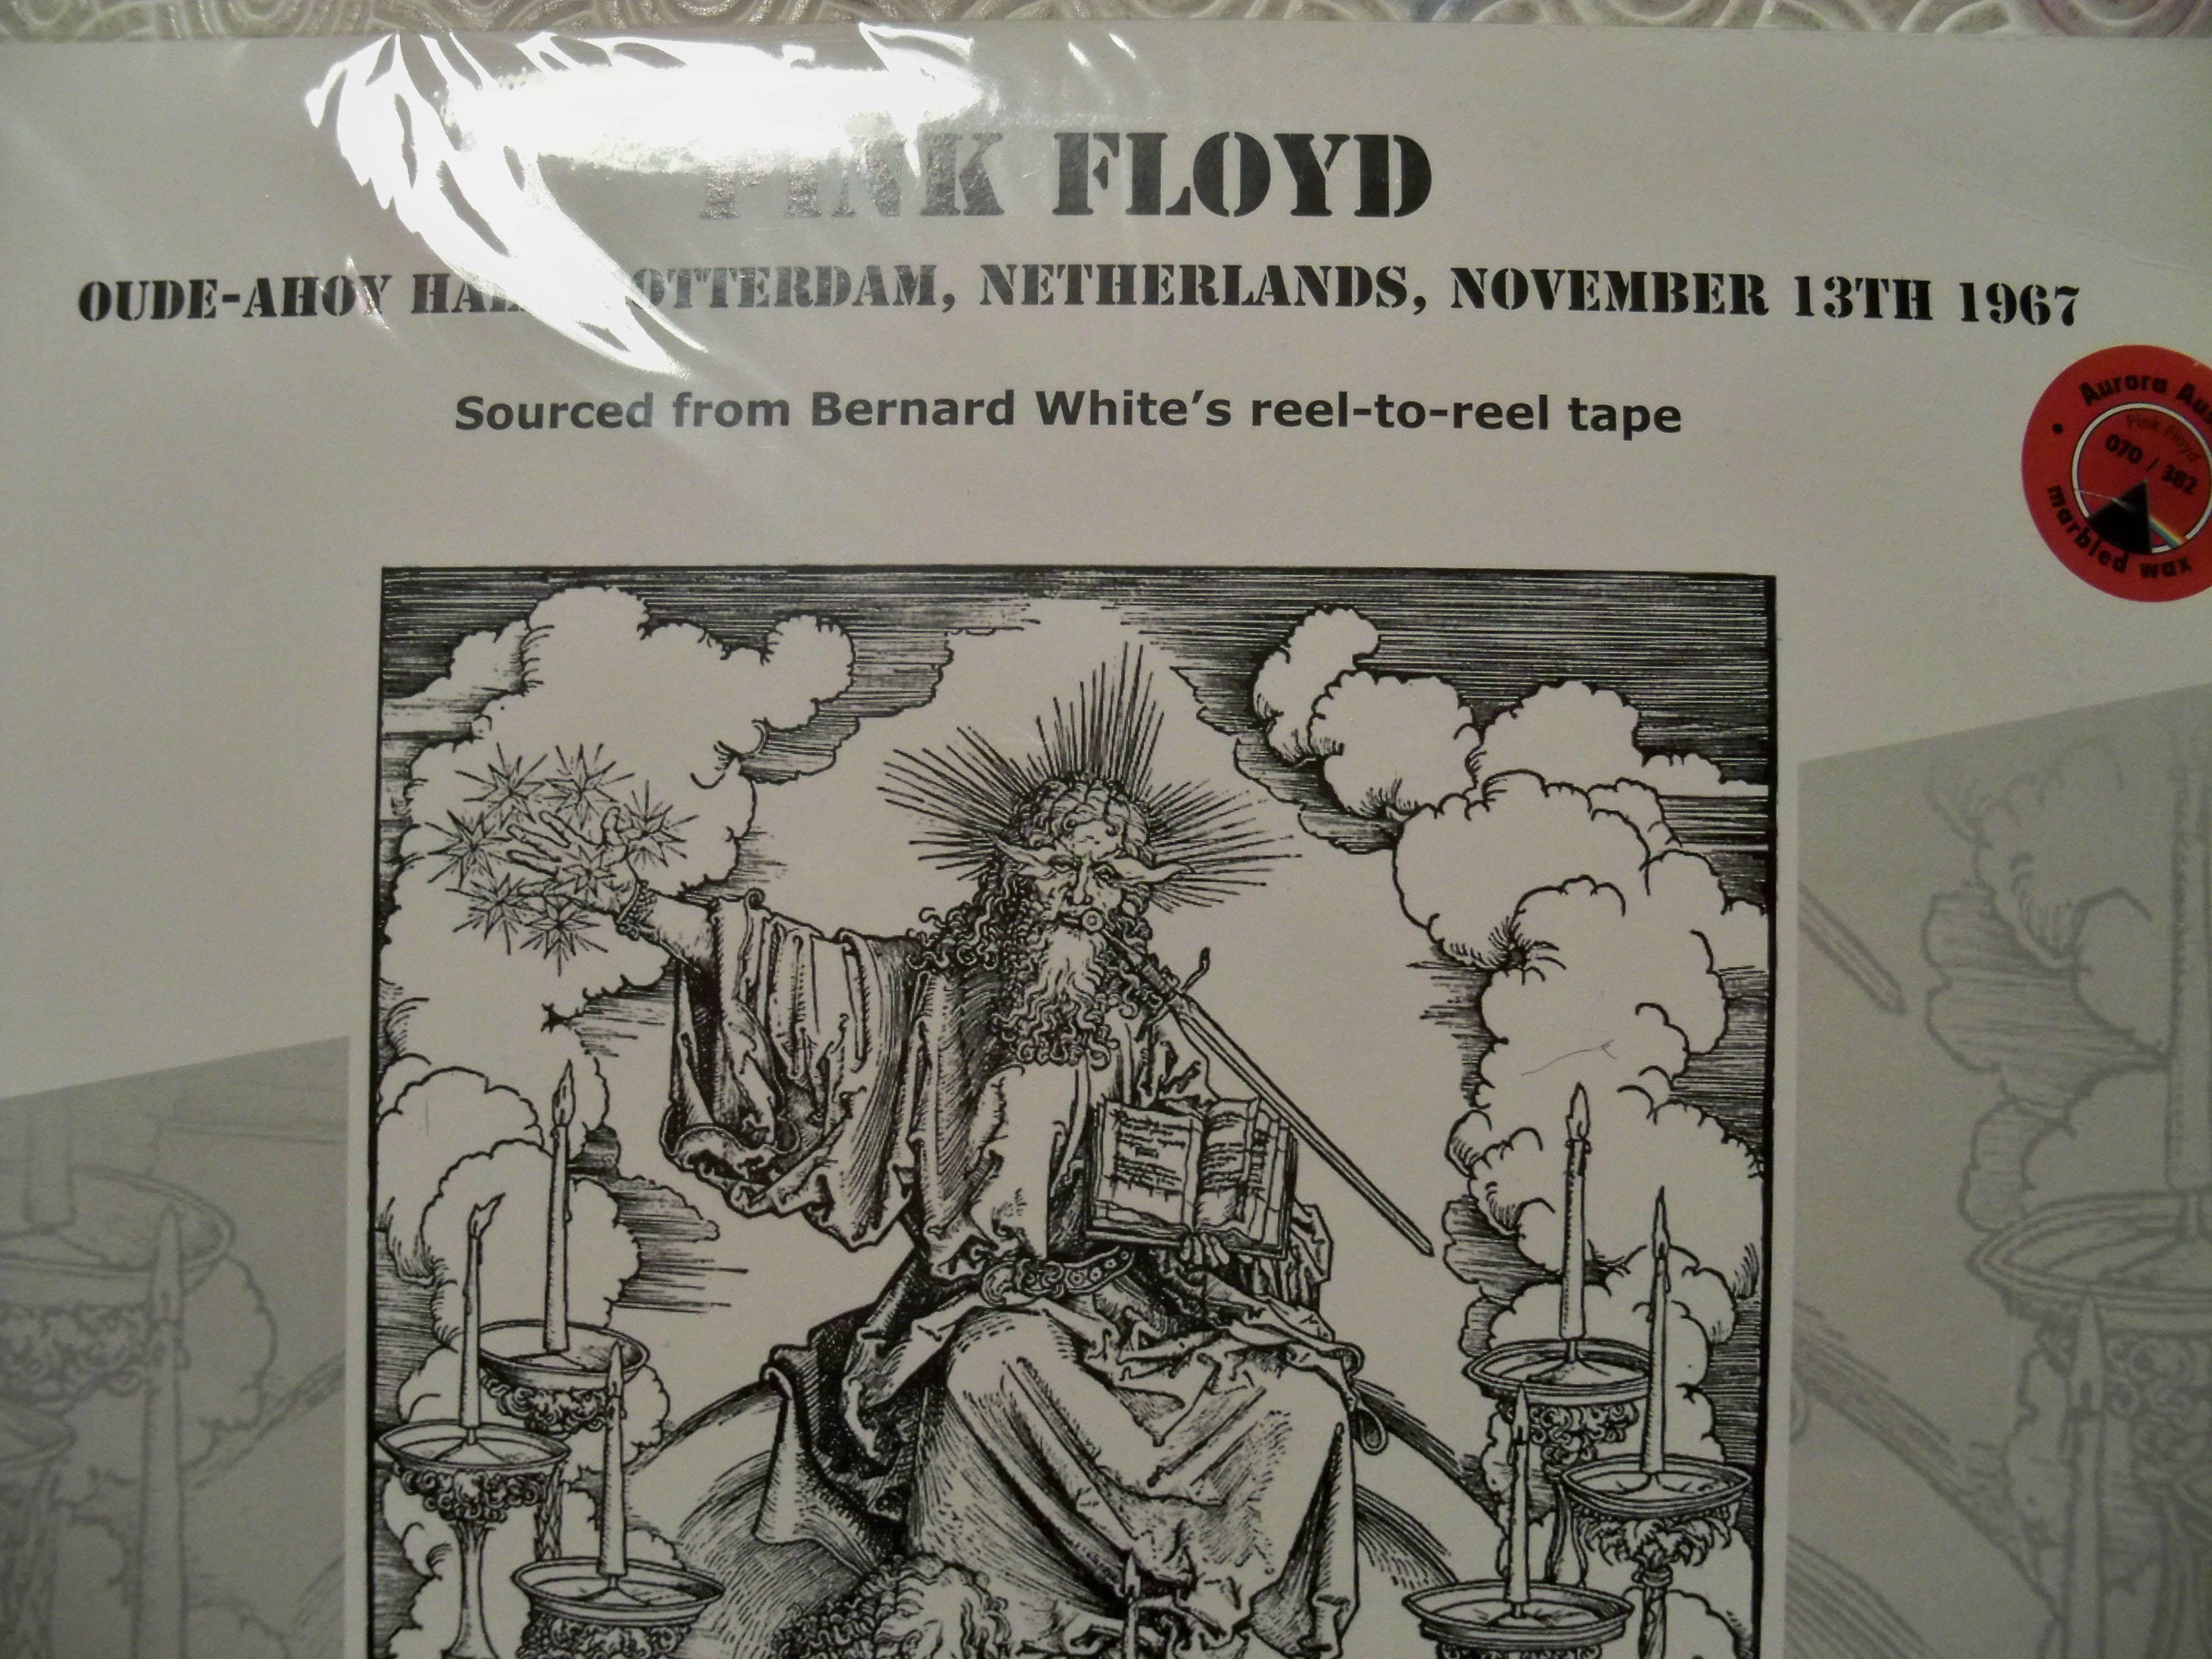 PINK FLOYD
OUDE-AHOY NETHERLANDS, NOVEMBER 13TH 1967
Sourced from Bernard White's reel-to-reel tape
Aurora
Pink Floyd
070 / 382
marbled wax